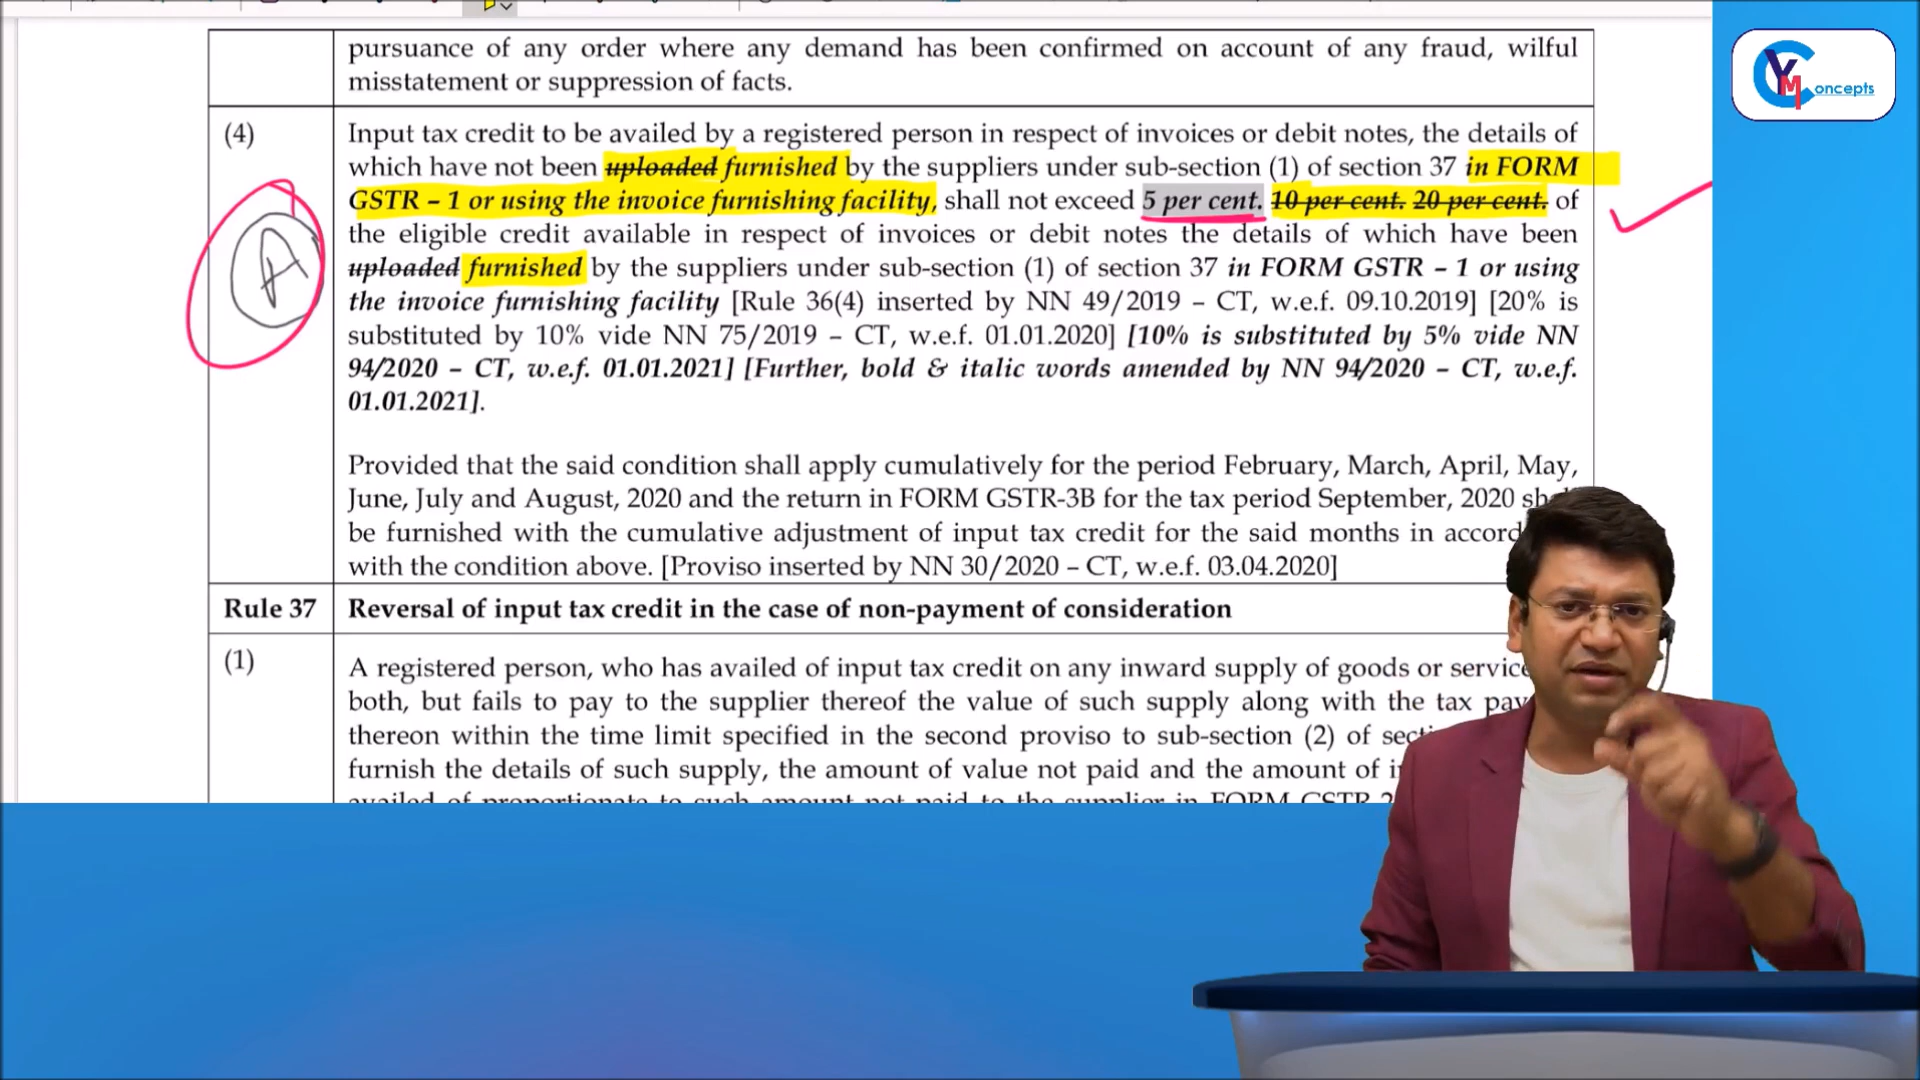 pursuance of any order where any demand has been confirmed on account of any fraud, wilful
misstatement or suppression of facts.
(4)
Input tax credit to be availed by a registered person in respect of invoices or debit notes, the details of
which have not been uploaded furnished by the suppliers under sub-section (1) of section 37 in FORM
GSTR – 1 or using the invoice furnishing facility, shall not exceed 5 per cent. 10 per cent. 20 per cent. of
the eligible credit available in respect of invoices or debit notes the details of which have been
uploaded furnished by the suppliers under sub-section (1) of section 37 in FORM GSTR – 1 or using
the invoice furnishing facility [Rule 36(4) inserted by NN 49/2019 – CT, w.e.f. 09.10.2019] [20% is
substituted by 10% vide NN 75/2019 – CT, w.e.f. 01.01.2020] [10% is substituted by 5% vide NN
94/2020 – CT, w.e.f. 01.01.2021] [Further, bold & italic words amended by NN 94/2020 – CT, w.e.f.
01.01.2021].
A
Provided that the said condition shall apply cumulatively for the period February, March, April, May,
June, July and August, 2020 and the return in FORM GSTR-3B for the tax period September, 2020
be furnished with the cumulative adjustment of input tax credit for the said months in
with the condition above. [Proviso inserted by NN 30/2020 – CT, w.e.f. 03.04.2020]
Rule 37 Reversal of input tax credit in the case of non-payment of consideration
(1)
A registered person, who has availed of input tax credit on any inward supply of goods or
both, but fails to pay to the supplier thereof the value of such supply along with the tax
thereon within the time limit specified in the second proviso to sub-section (2) of
furnish the details of such supply, the amount of value not paid and the amount of
availed of proportionate to such amount not paid to the supplier in FORM GSTR
CYM
oncepts